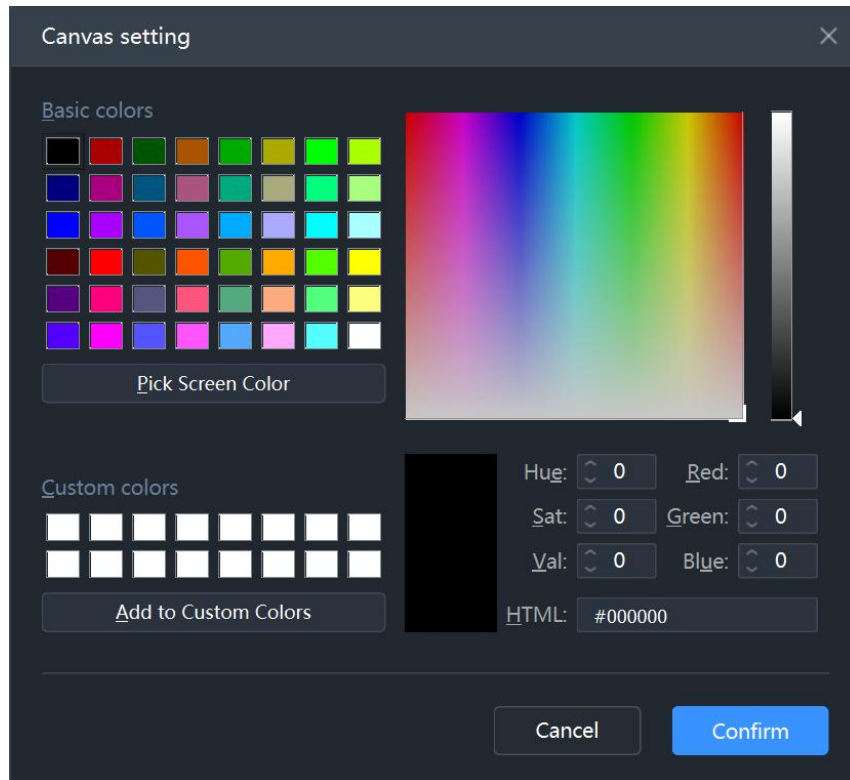 Canvas setting
Basic colors
Pick Screen Color
Custom colors
Add to Custom Colors
Hue: 0 Red: 0
Sat: 0 Green: 0
Val: 0 Blue: 0
HTML: #000000
Cancel Confirm